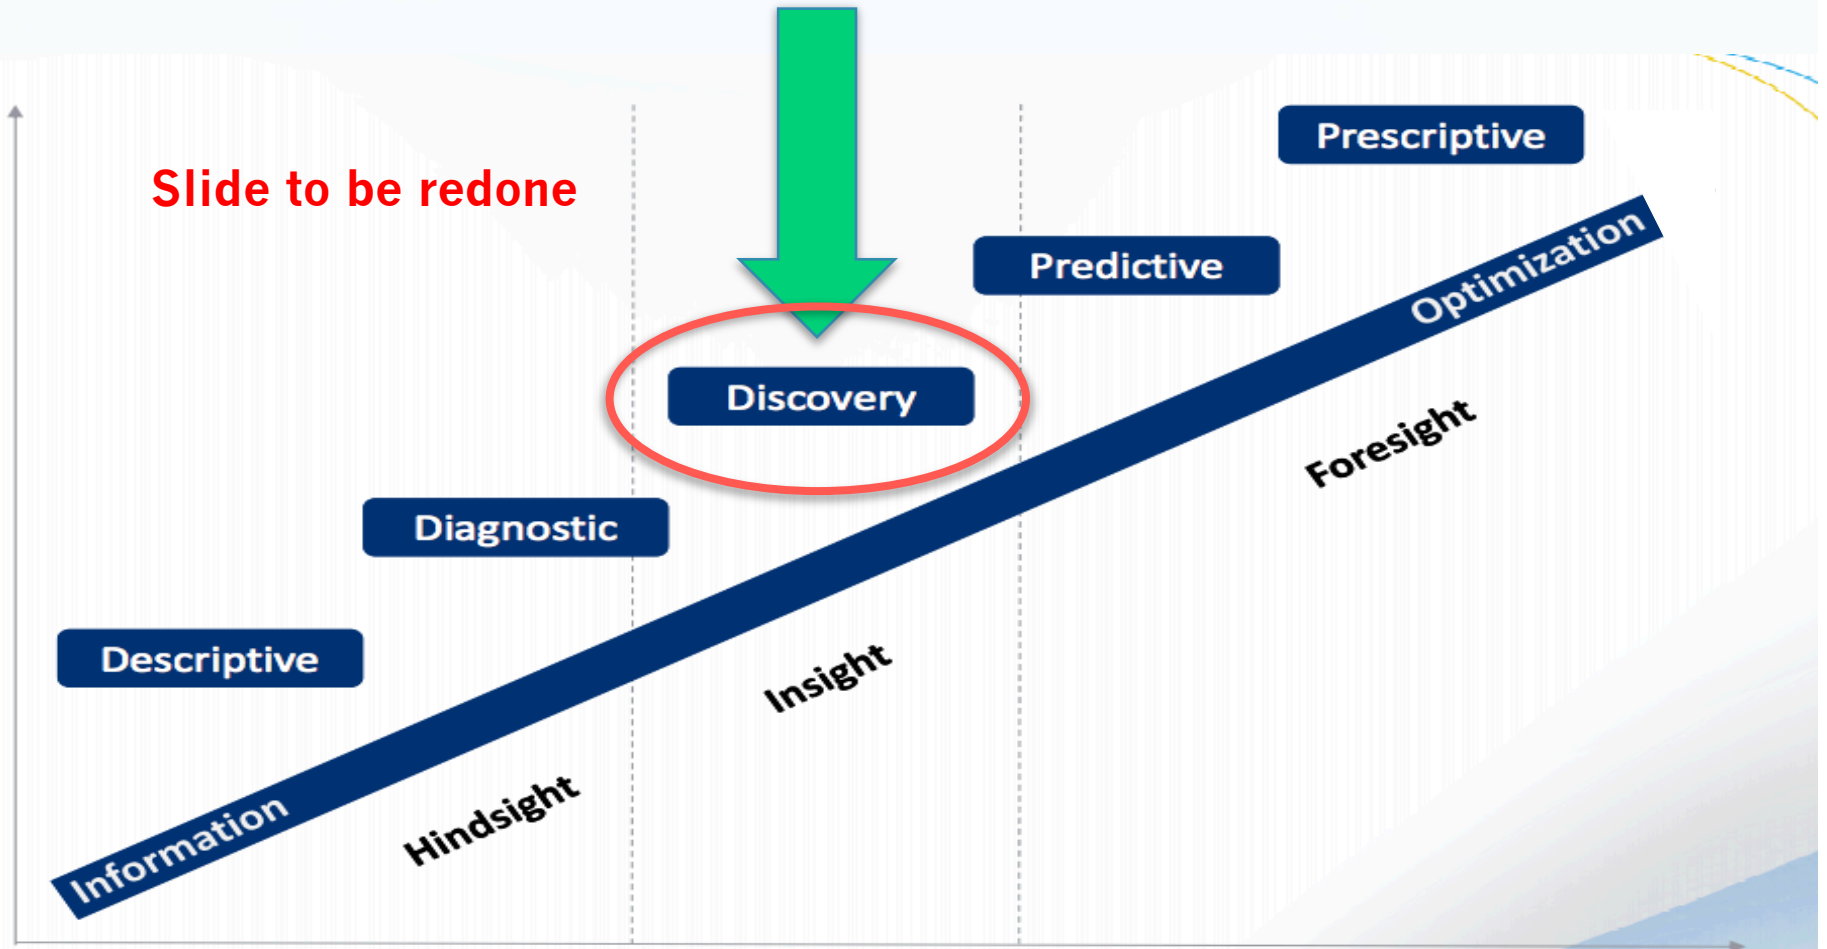 Prescriptive
Slide to be redone
Optimization
Predictive
Discovery
Foresight
Diagnostic
Insight
Descriptive
Hindsight
Information